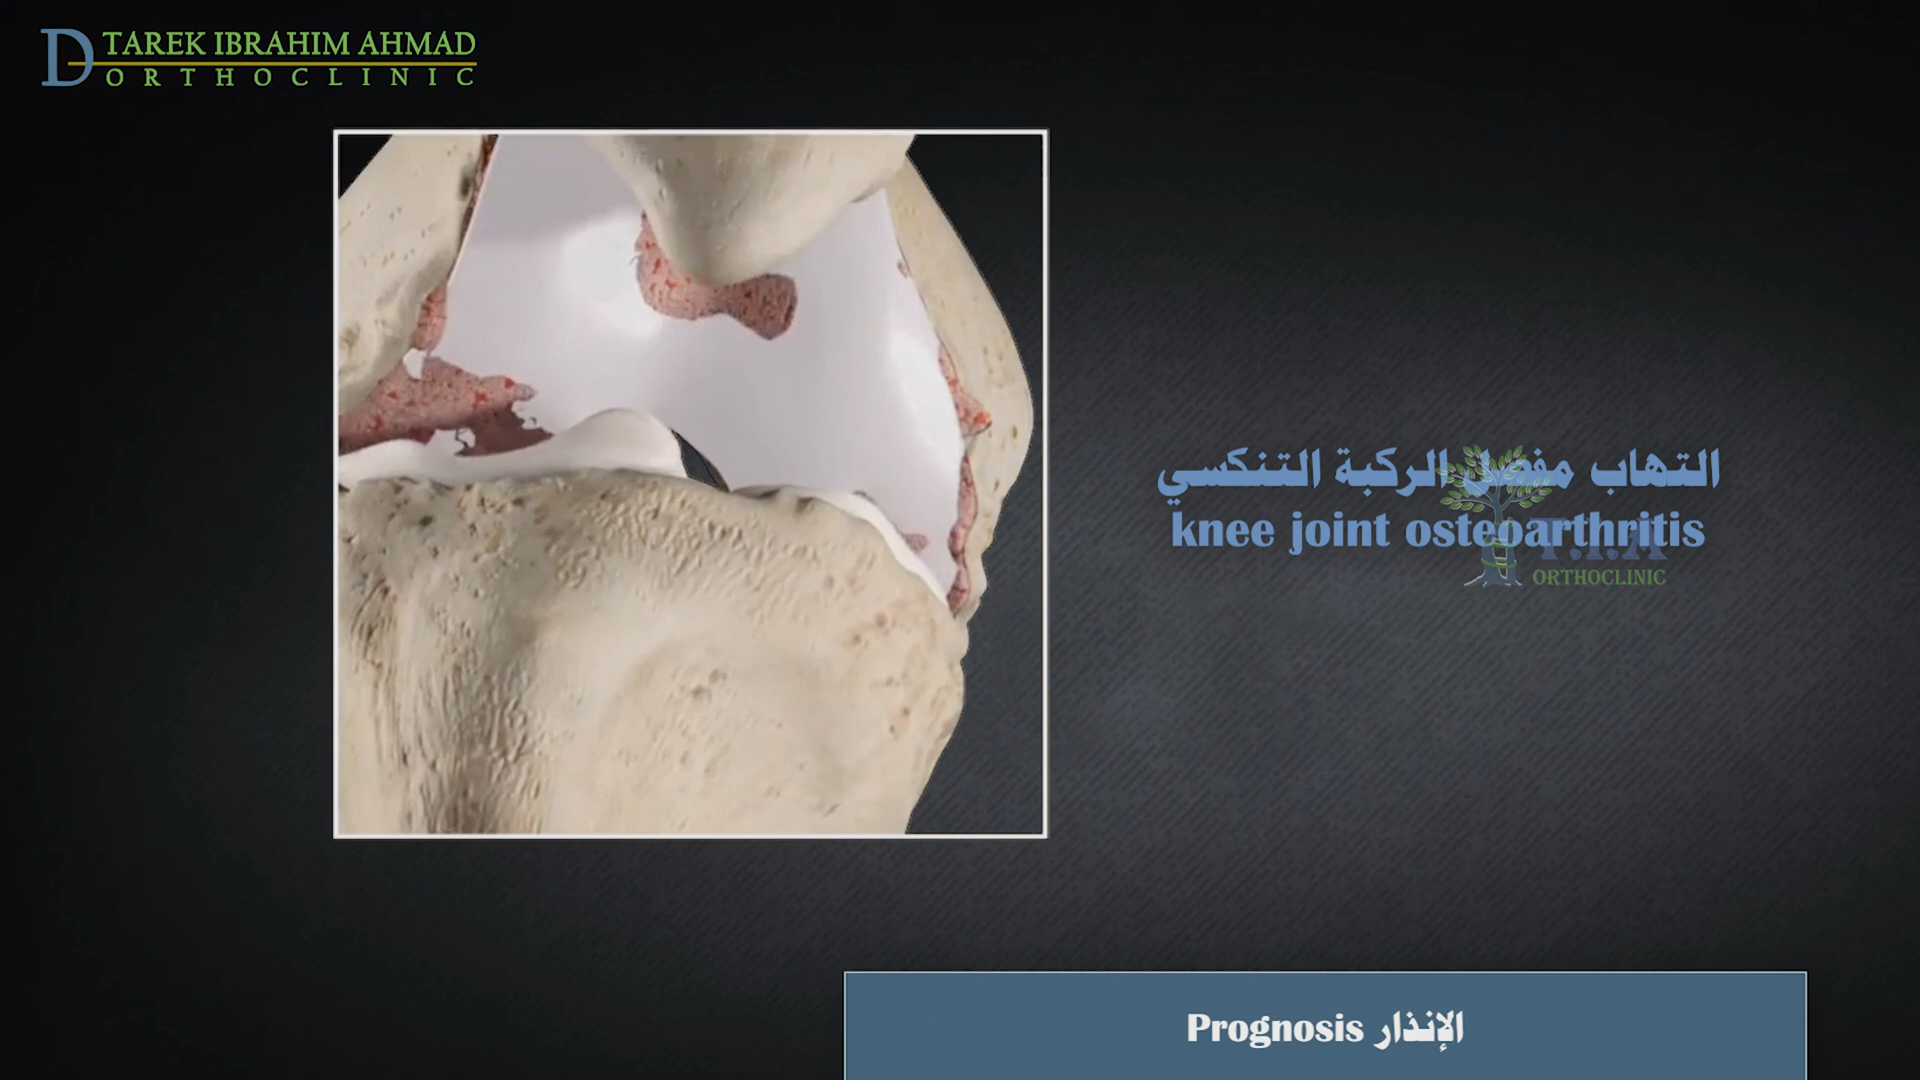 D TAREK IBRAHIM AHMAD
ORTHOCLINIC
التهاب مفصل الركبة التنكسي
knee joint osteoarthritis
T.I.A
ORTHOCLINIC
Prognosis الإنذار